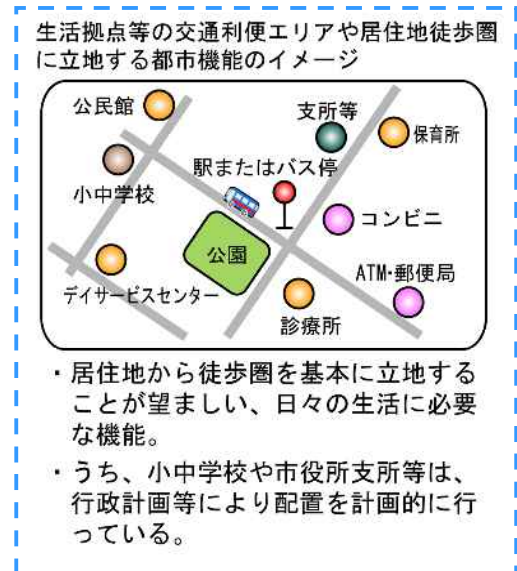 生活拠点等の交通利便エリアや居住地徒歩圏
に立地する都市機能のイメージ
公民館
支所等
保育所
駅またはバス停
小中学校
コンビニ
公園
ATM・郵便局
デイサービスセンター
診療所
・居住地から徒歩圏を基本に立地する
ことが望ましい、日々の生活に必要
な機能。
・うち、小中学校や市役所支所等は、
行政計画等により配置を計画的に行
っている。